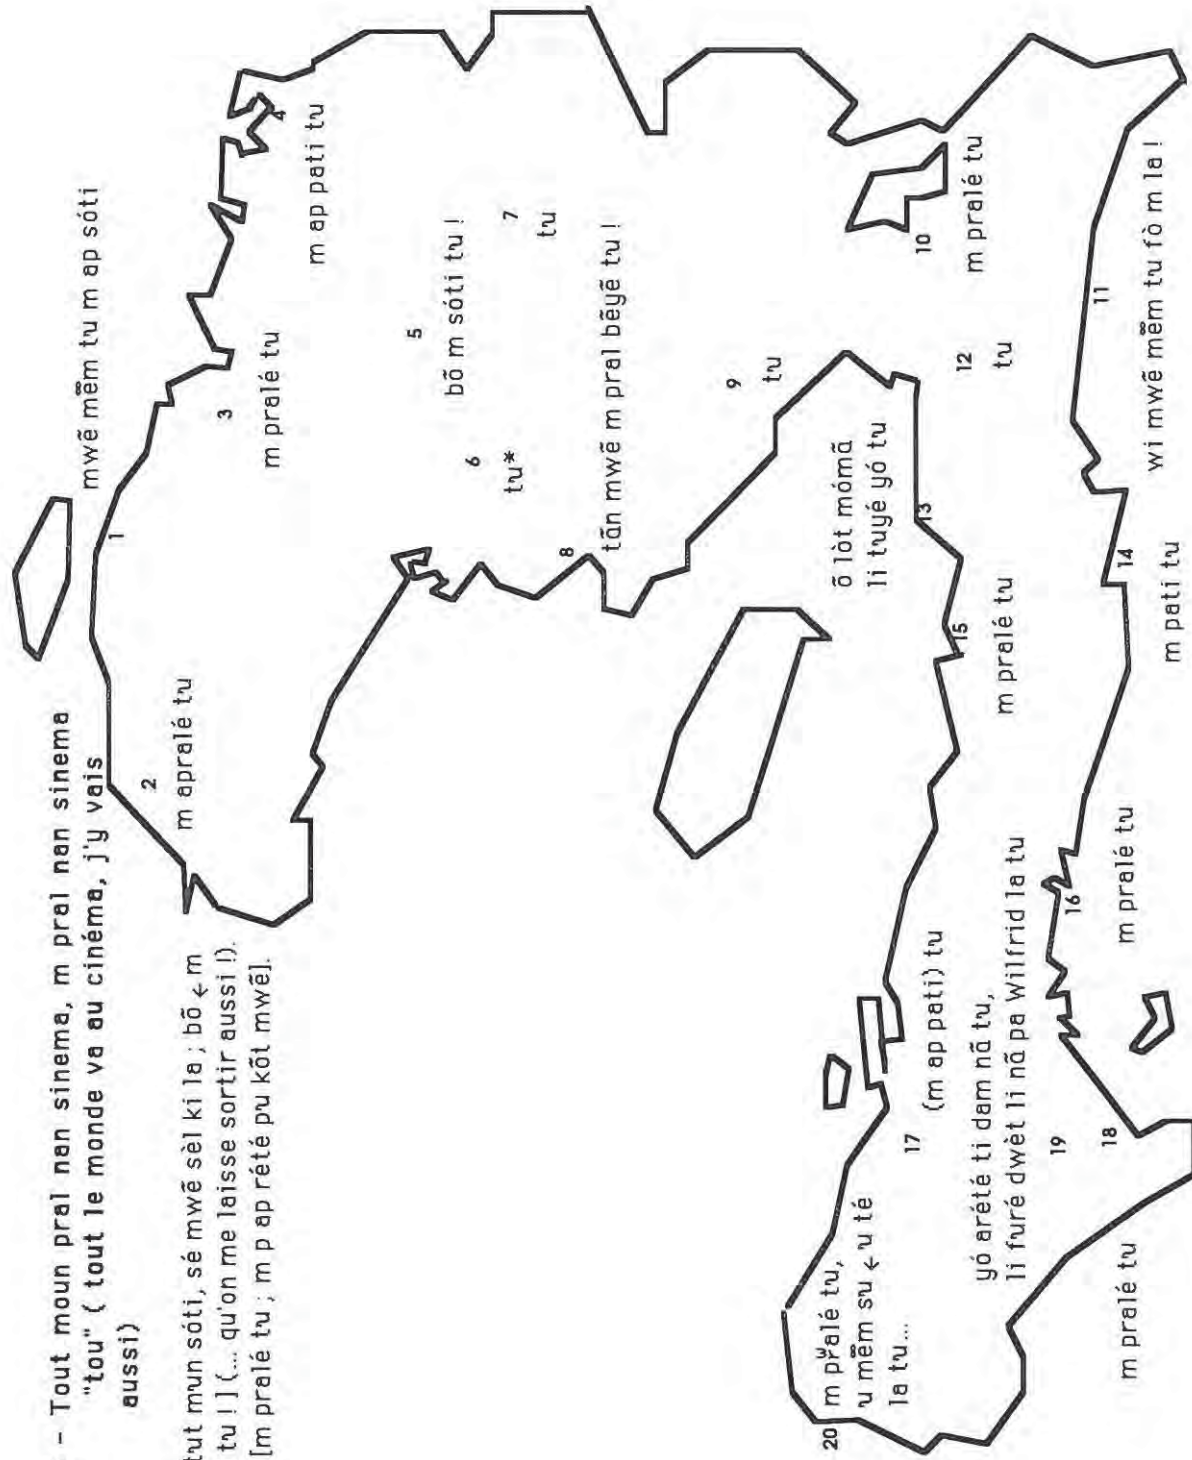 - Tout moun pral nan sinema, m pral nan sinema
"tou" ( tout le monde va au cinéma, j'y vais
aussi)
tut mun sóti, sé mwẽ sèl ki la ; bõ ← m
tu ! ] (... qu'on me laisse sortir aussi !).
[m pralé tu ; m p ap rété pu kõt mwẽ].
1
mwẽ mẽm tu m ap sóti
2
m apralé tu
3
m pralé tu
4
m ap pati tu
5
bõ m sóti tu !
6
tu*
7
tu
8
tãn mwẽ m pral bẽyẽ tu !
9
tu
10
m pralé tu
11
wi mwẽ mẽm tu fò m la !
12
tu
13
õ lòt mómã
li tuyé yó tu
14
m pati tu
15
m pralé tu
16
m pralé tu
17
(m ap pati) tu
18
m pralé tu
19
yó arété ti dam nã tu,
li furé dwèt li nã pa Wilfrid la tu
20
m pw̆alé tu,
u mẽm su ← u té
la tu...